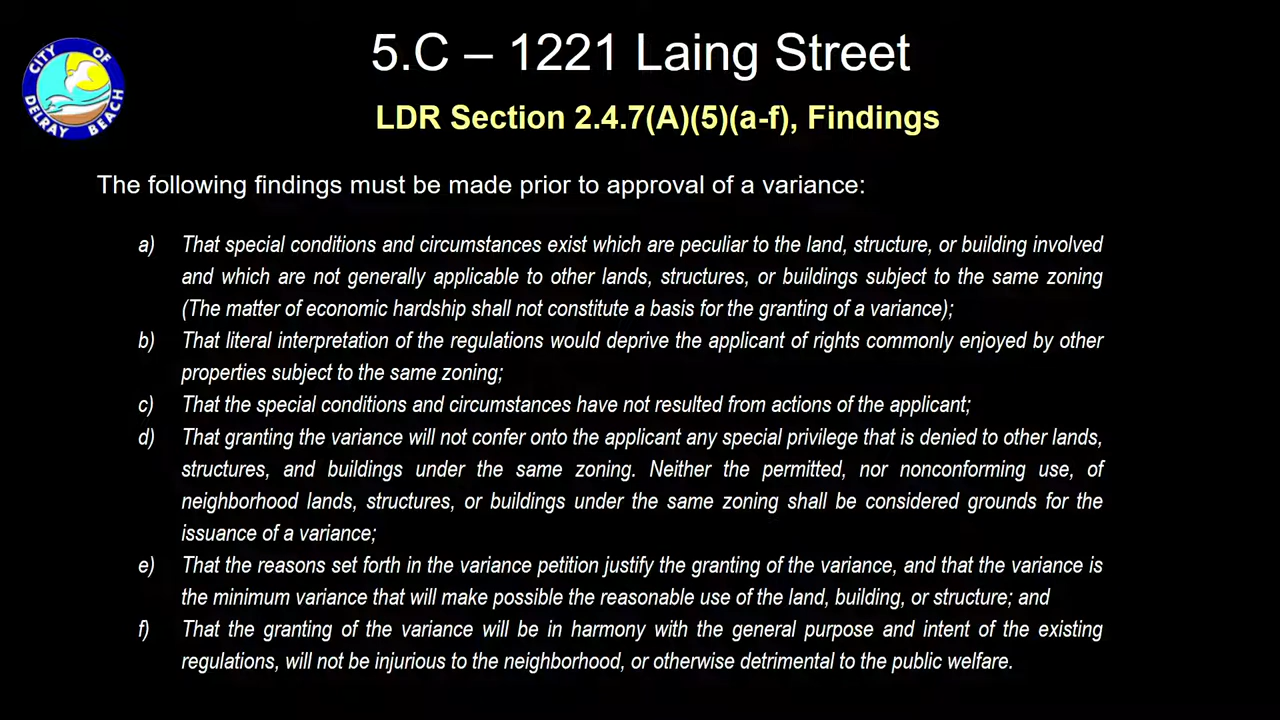 CITY OF
DELRAY BEACH
5.C – 1221 Laing Street
LDR Section 2.4.7(A)(5)(a-f), Findings
The following findings must be made prior to approval of a variance:
a) That special conditions and circumstances exist which are peculiar to the land, structure, or building involved
and which are not generally applicable to other lands, structures, or buildings subject to the same zoning
(The matter of economic hardship shall not constitute a basis for the granting of a variance);
b) That literal interpretation of the regulations would deprive the applicant of rights commonly enjoyed by other
properties subject to the same zoning;
c) That the special conditions and circumstances have not resulted from actions of the applicant;
d) That granting the variance will not confer onto the applicant any special privilege that is denied to other lands,
structures, and buildings under the same zoning. Neither the permitted, nor nonconforming use, of
neighborhood lands, structures, or buildings under the same zoning shall be considered grounds for the
issuance of a variance;
e) That the reasons set forth in the variance petition justify the granting of the variance, and that the variance is
the minimum variance that will make possible the reasonable use of the land, building, or structure; and
f) That the granting of the variance will be in harmony with the general purpose and intent of the existing
regulations, will not be injurious to the neighborhood, or otherwise detrimental to the public welfare.